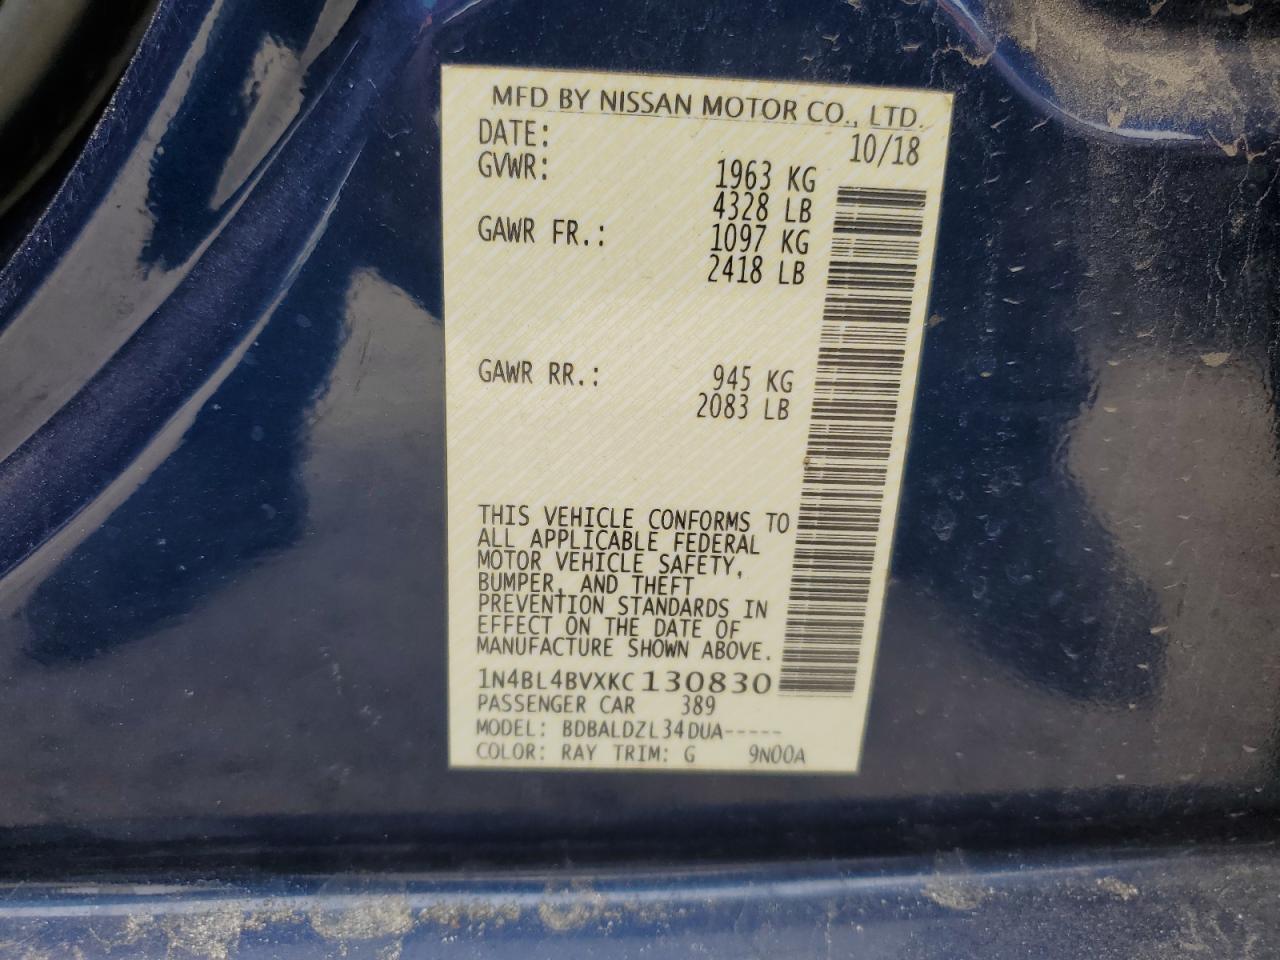 MFD BY NISSAN MOTOR CO., LTD.
DATE: 10/18
GVWR: 1963 KG
4328 LB
GAWR FR.: 1097 KG
2418 LB
GAWR RR.: 945 KG
2083 LB
THIS VEHICLE CONFORMS TO
ALL APPLICABLE FEDERAL
MOTOR VEHICLE SAFETY,
BUMPER, AND THEFT
PREVENTION STANDARDS IN
EFFECT ON THE DATE OF
MANUFACTURE SHOWN ABOVE.
1N4BL4BVXKC130830
PASSENGER CAR 389
MODEL: BDBALDZL34DUA-----
COLOR: RAY TRIM: G 9N00A